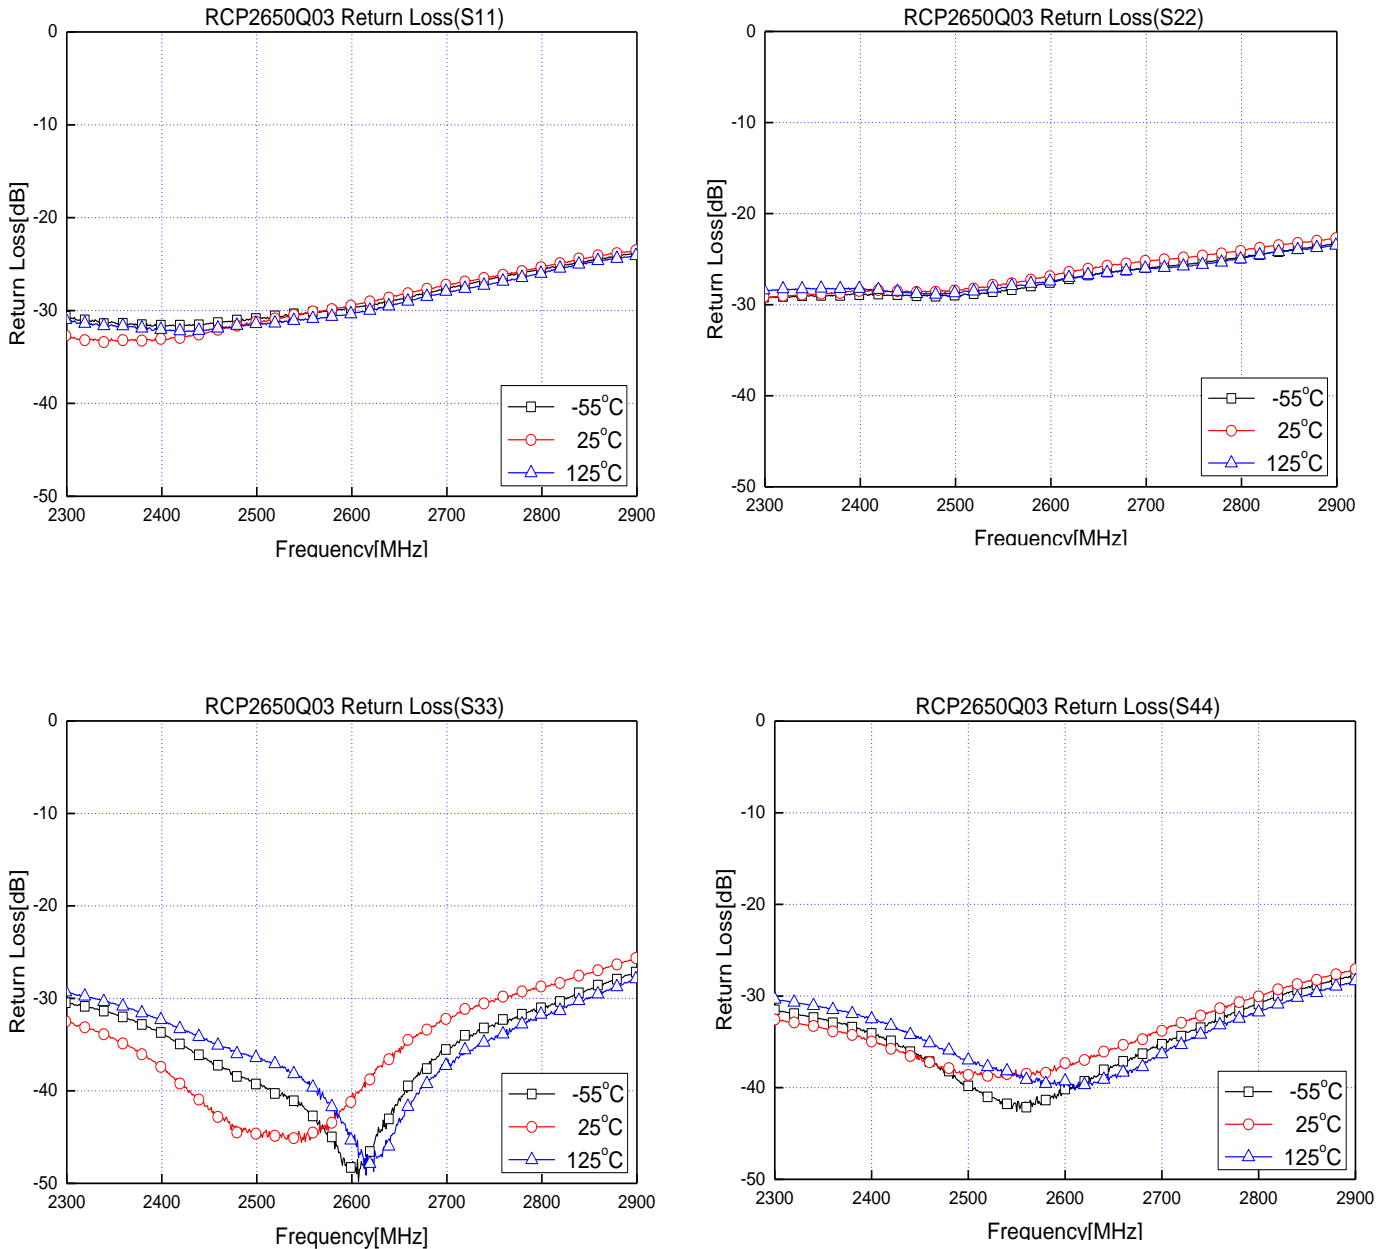 RCP2650Q03 Return Loss(S11)
0
-10
-20
-30
-40
-50
Return Loss[dB]
-55°C
25°C
125°C
2300 2400 2500 2600 2700 2800 2900
Frequency[MHz]
RCP2650Q03 Return Loss(S22)
0
-10
-20
-30
-40
-50
Return Loss[dB]
-55°C
25°C
125°C
2300 2400 2500 2600 2700 2800 2900
Frequency[MHz]
RCP2650Q03 Return Loss(S33)
0
-10
-20
-30
-40
-50
Return Loss[dB]
-55°C
25°C
125°C
2300 2400 2500 2600 2700 2800 2900
Frequency[MHz]
RCP2650Q03 Return Loss(S44)
0
-10
-20
-30
-40
-50
Return Loss[dB]
-55°C
25°C
125°C
2300 2400 2500 2600 2700 2800 2900
Frequency[MHz]